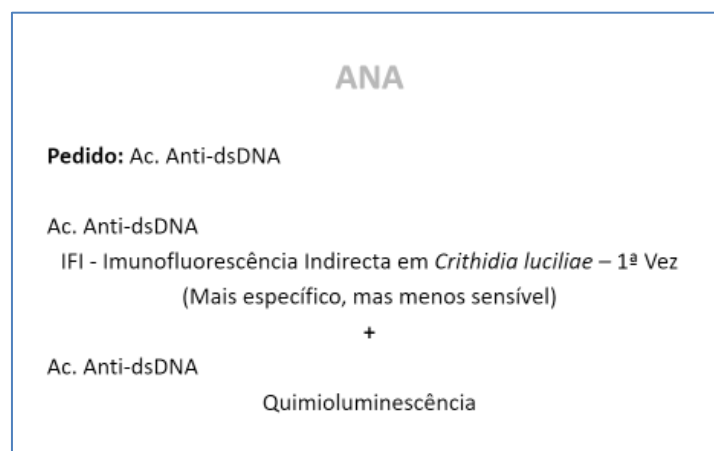 ANA
Pedido: Ac. Anti-dsDNA
Ac. Anti-dsDNA
IFI - Imunofluorescência Indirecta em Crithidia luciliae – 1ª Vez
(Mais específico, mas menos sensível)
+
Ac. Anti-dsDNA
Quimioluminescência